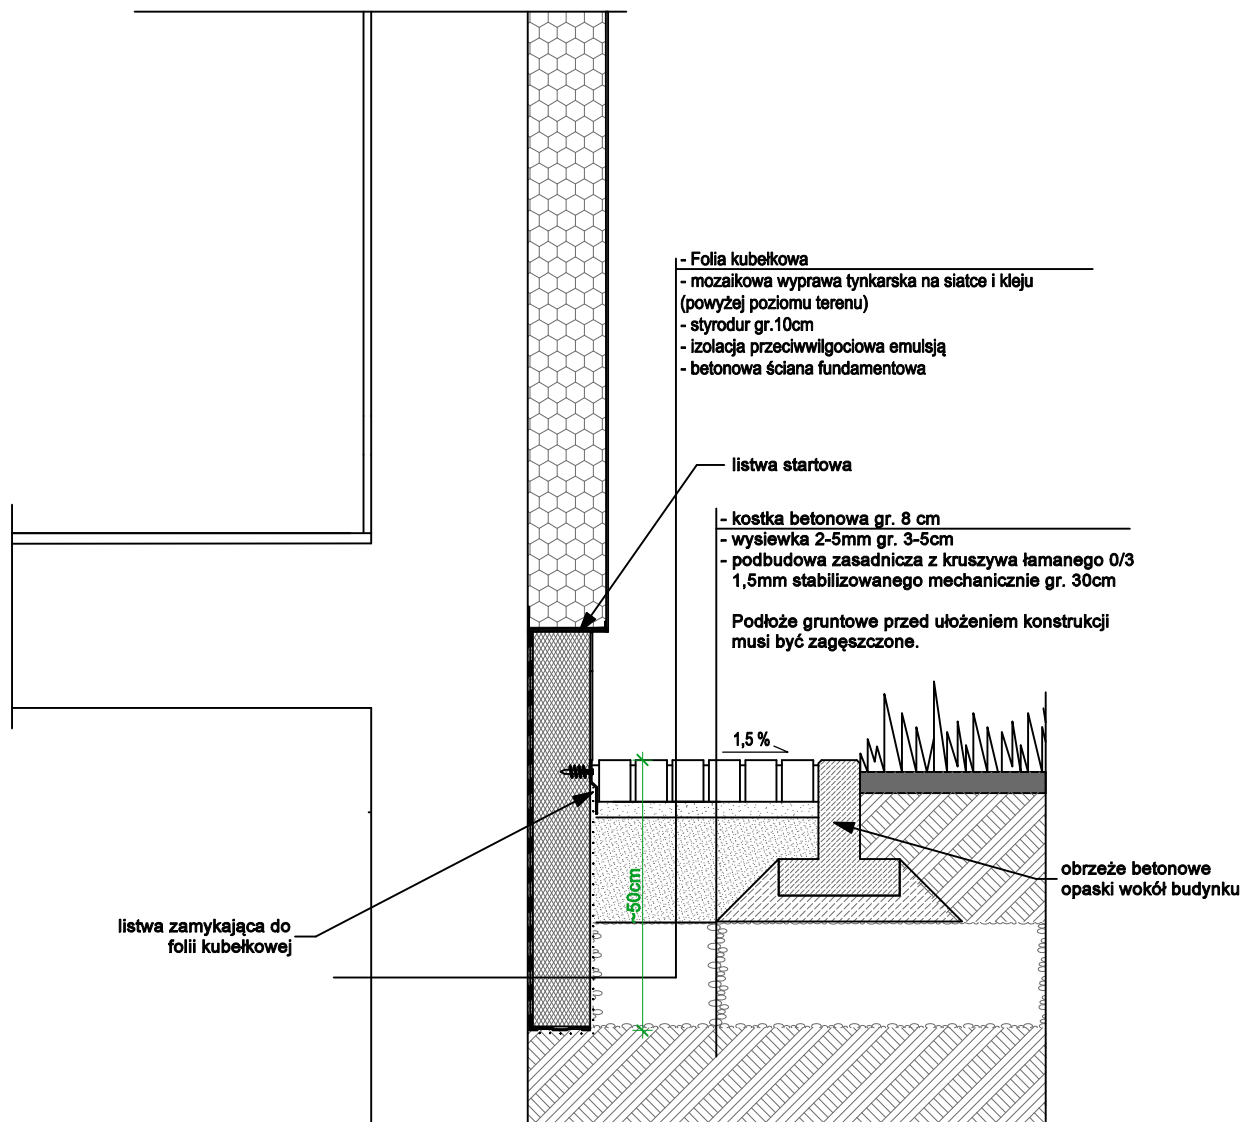 - Folia kubełkowa
- mozaikowa wyprawa tynkarska na siatce i kleju
(powyżej poziomu terenu)
- styrodur gr.10cm
- izolacja przeciwwilgociowa emulsją
- betonowa ściana fundamentowa
listwa startowa
- kostka betonowa gr. 8 cm
- wysiewka 2-5mm gr. 3-5cm
- podbudowa zasadnicza z kruszywa łamanego 0/3
1,5mm stabilizowanego mechanicznie gr. 30cm
Podłoże gruntowe przed ułożeniem konstrukcji
musi być zagęszczone.
1,5 %
~50cm
obrzeże betonowe
opaski wokół budynku
listwa zamykająca do
folii kubełkowej